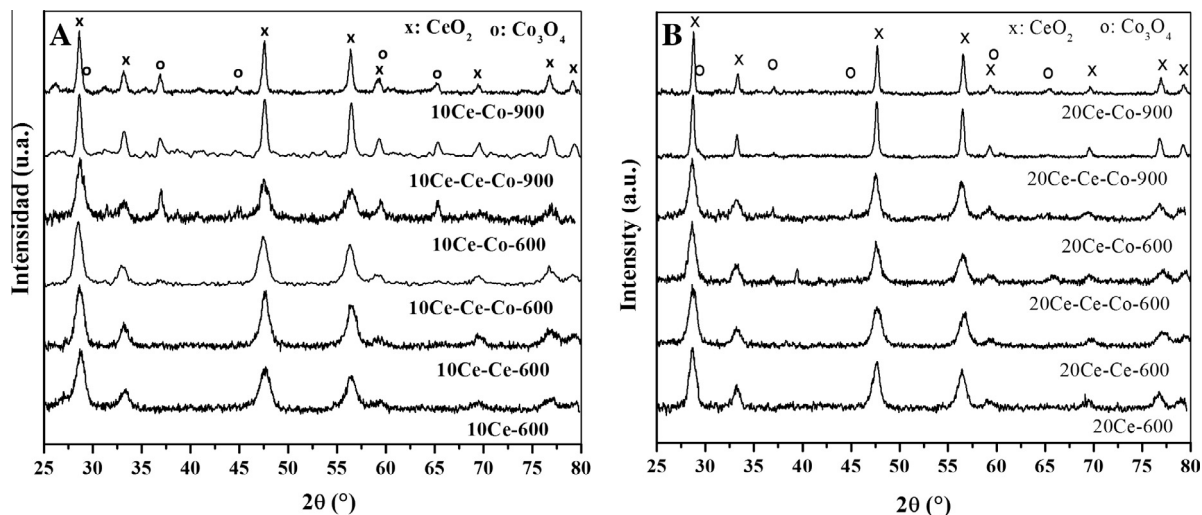 A
x: CeO₂ o: Co₃O₄
x
o
x
o
o
x
x
o
x
o
x
x
x
10Ce-Co-900
10Ce-Ce-Co-900
10Ce-Co-600
10Ce-Ce-Co-600
10Ce-Ce-600
10Ce-600
Intensidad (u.a.)
25 30 35 40 45 50 55 60 65 70 75 80
2θ (°)
B
x: CeO₂ o: Co₃O₄
x
o
x
o
o
x
x
o
x
o
x
x
x
20Ce-Co-900
20Ce-Ce-Co-900
20Ce-Co-600
20Ce-Ce-Co-600
20Ce-Ce-600
20Ce-600
Intensity (a.u.)
25 30 35 40 45 50 55 60 65 70 75 80
2θ (°)